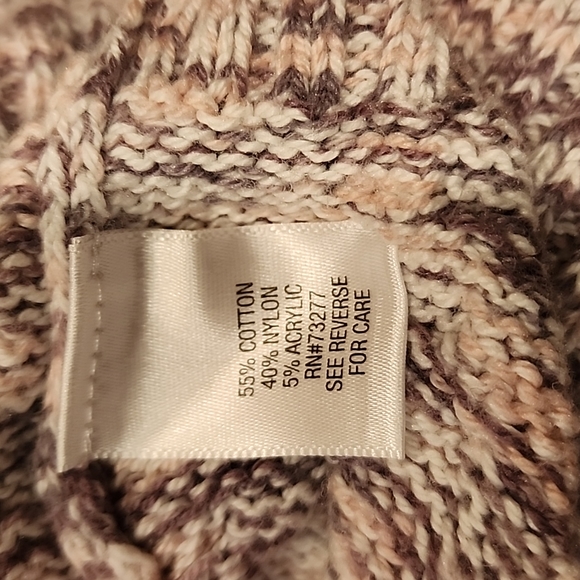 55% COTTON
40% NYLON
5% ACRYLIC
RN#73277
SEE REVERSE
FOR CARE